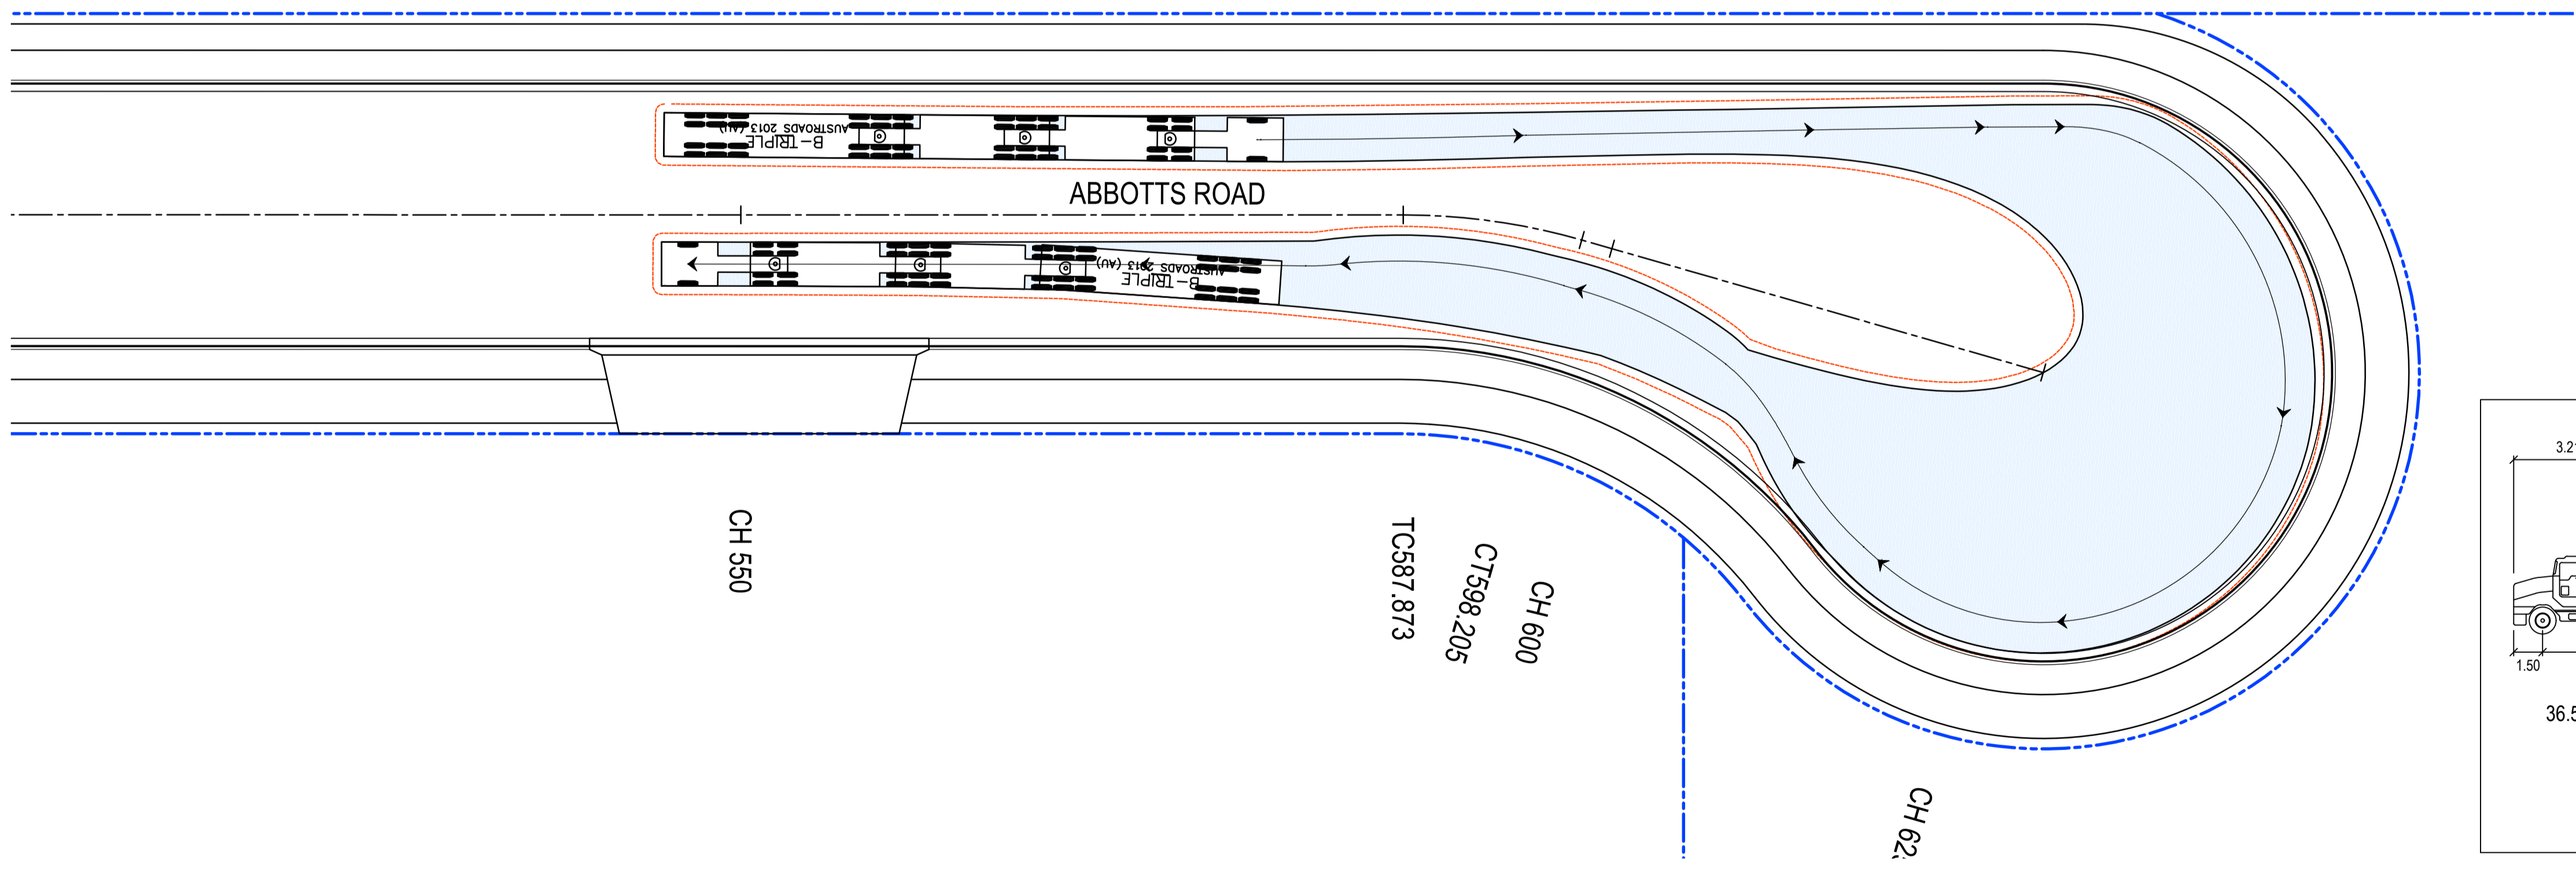 AUSTROADS 2013 (AU)
B-TRIPLE
ABBOTTS ROAD
AUSTROADS 2013 (AU)
B-TRIPLE
CH 550
TC587.873
CT598.205
CH 600
1.50